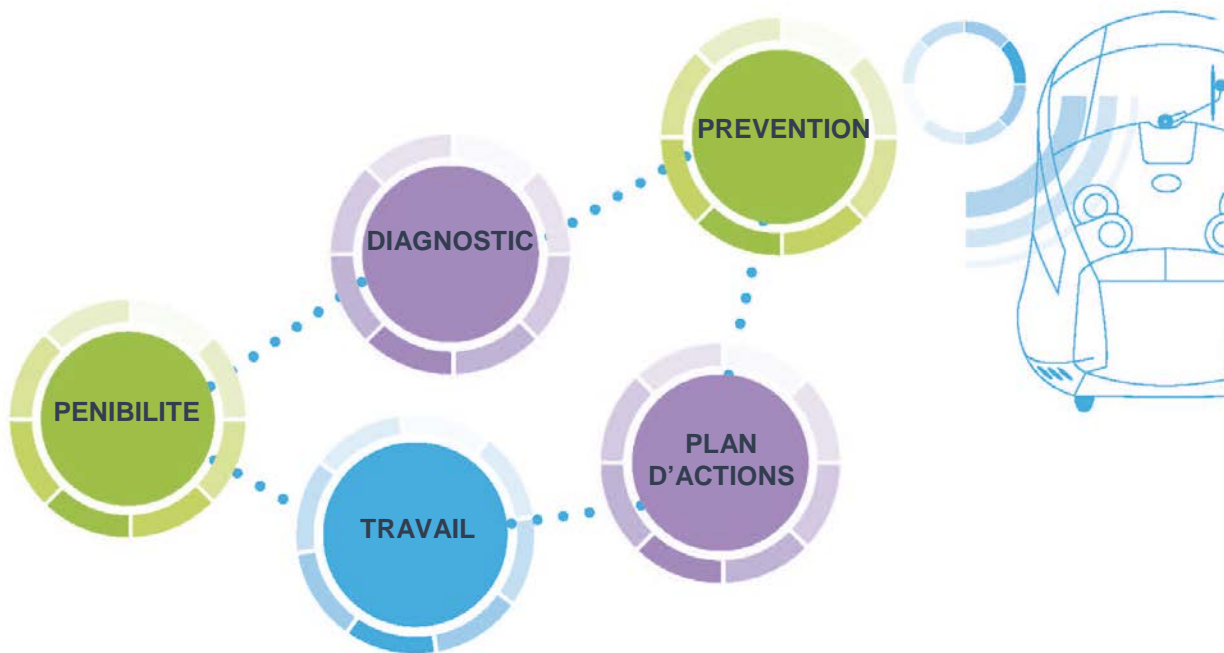 PREVENTION
DIAGNOSTIC
PENIBILITE
PLAN
D’ACTIONS
TRAVAIL